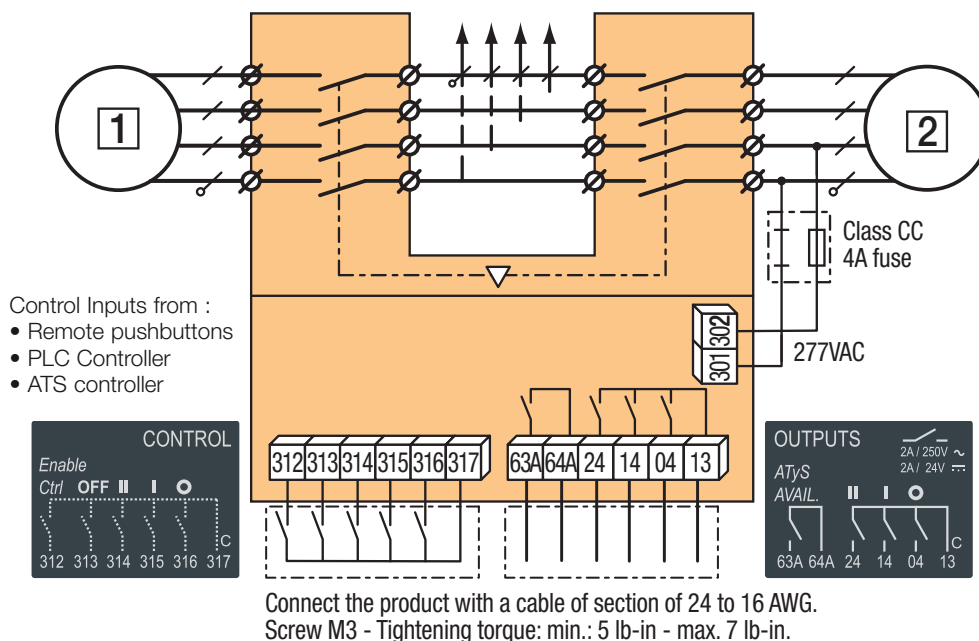 1
2
Class CC
4A fuse
Control Inputs from :
• Remote pushbuttons
• PLC Controller
• ATS controller
302
301
277VAC
CONTROL
Enable
Ctrl OFF II I O
C
312 313 314 315 316 317
312 313 314 315 316 317
63A 64A 24 14 04 13
OUTPUTS
2A / 250V ~
2A / 24V ⎓
ATyS
AVAIL. II I O
C
63A 64A 24 14 04 13
Connect the product with a cable of section of 24 to 16 AWG.
Screw M3 - Tightening torque: min.: 5 lb-in - max. 7 lb-in.